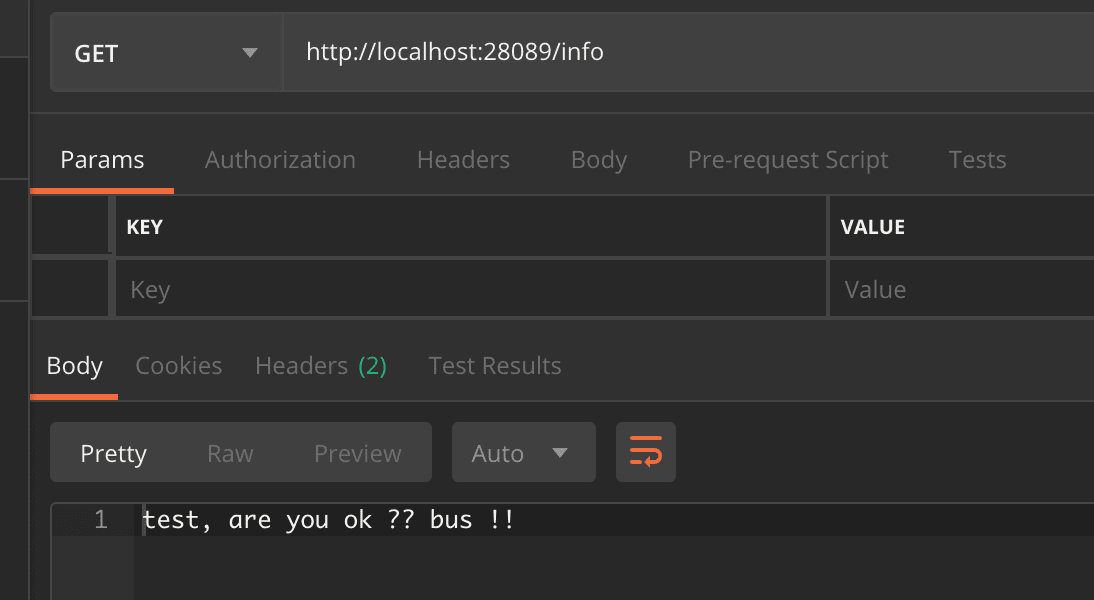 GET http://localhost:28089/info
Params Authorization Headers Body Pre-request Script Tests
KEY VALUE
Key Value
Body Cookies Headers (2) Test Results
Pretty Raw Preview Auto
1 test, are you ok ?? bus !!